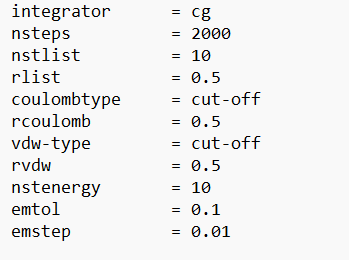 integrator = cg
nsteps = 2000
nstlist = 10
rlist = 0.5
coulombtype = cut-off
rcoulomb = 0.5
vdw-type = cut-off
rvdw = 0.5
nstenergy = 10
emtol = 0.1
emstep = 0.01